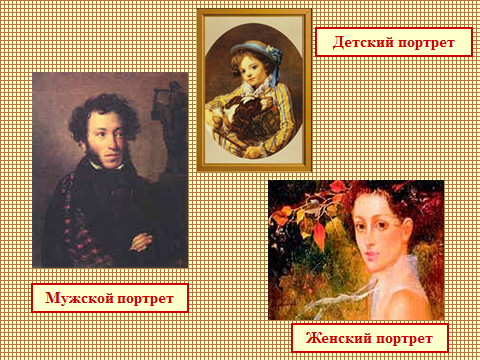 Детский портрет
Мужской портрет
Женский портрет